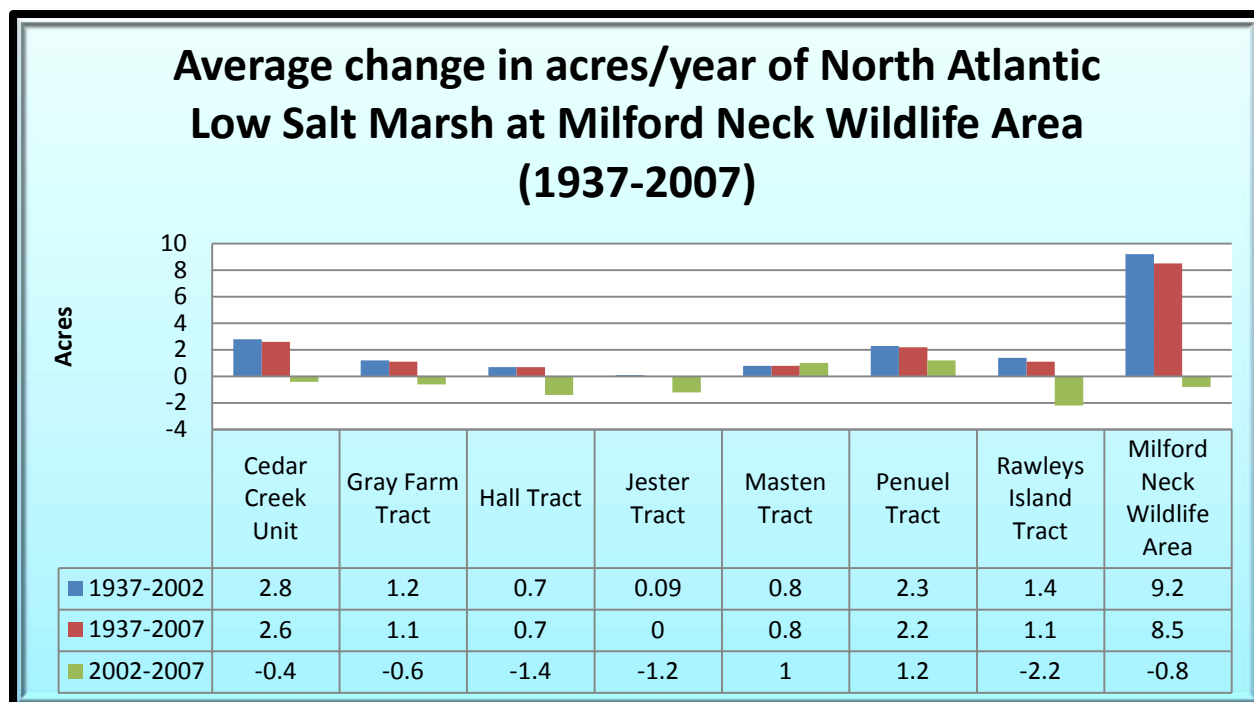 Average change in acres/year of North Atlantic
Low Salt Marsh at Milford Neck Wildlife Area
(1937-2007)
Acres
10
8
6
4
2
0
-2
-4
Cedar
Creek
Unit
Gray Farm
Tract
Hall Tract
Jester
Tract
Masten
Tract
Penuel
Tract
Rawleys
Island
Tract
Milford
Neck
Wildlife
Area
1937-2002 2.8 1.2 0.7 0.09 0.8 2.3 1.4 9.2
1937-2007 2.6 1.1 0.7 0 0.8 2.2 1.1 8.5
2002-2007 -0.4 -0.6 -1.4 -1.2 1 1.2 -2.2 -0.8